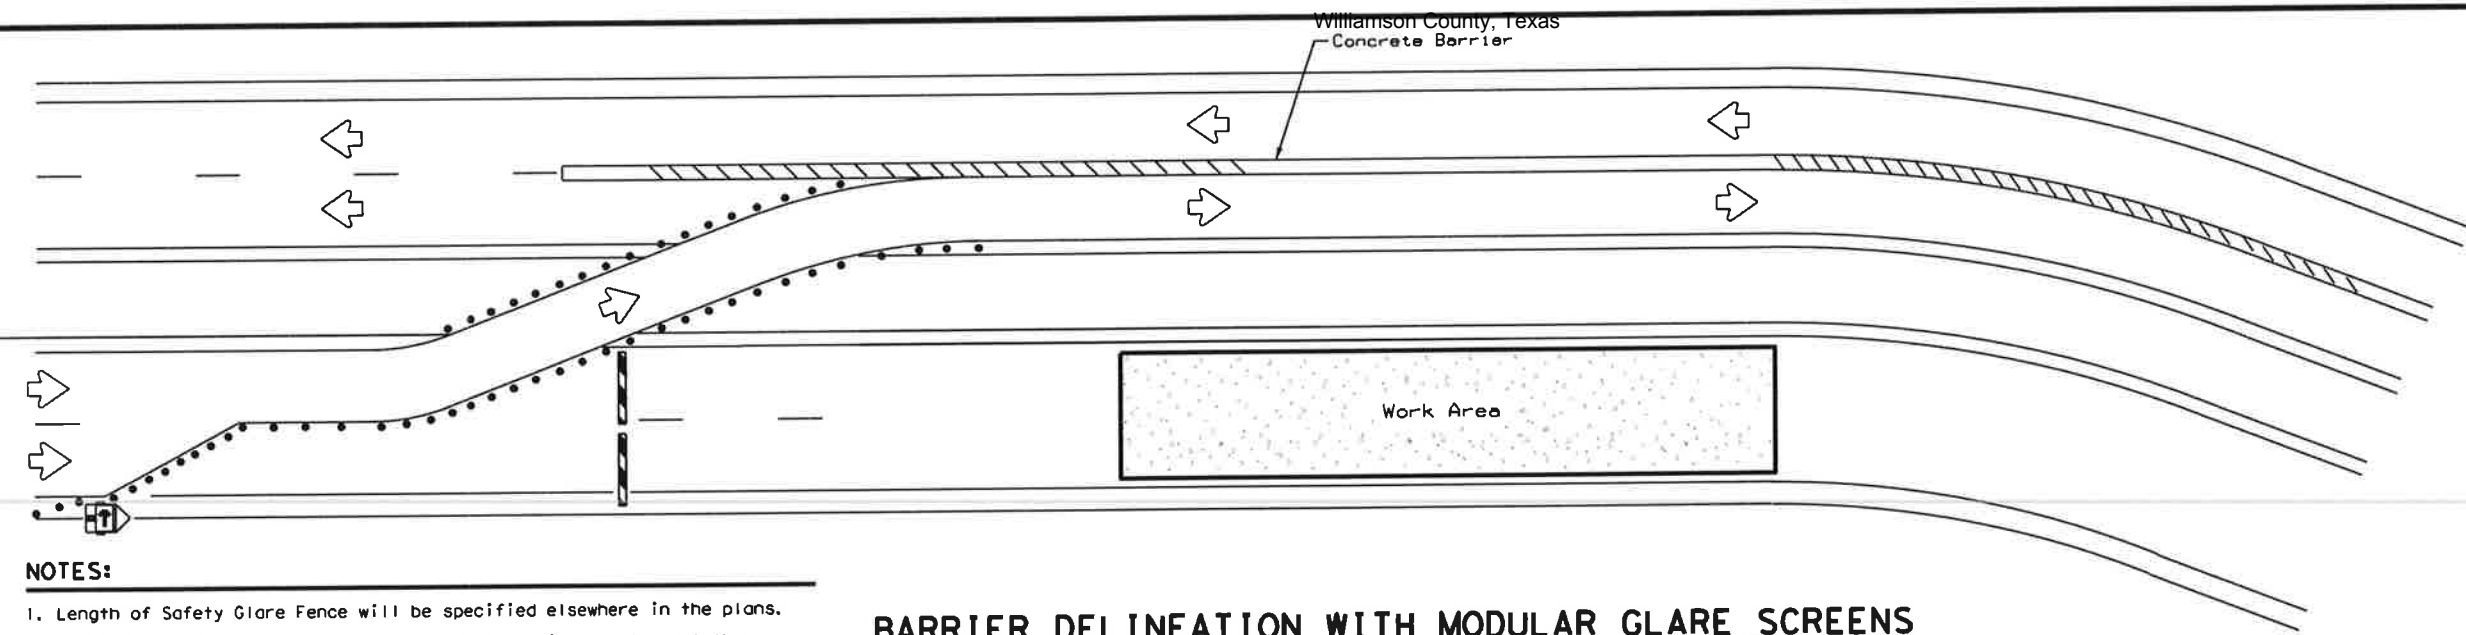 Williamson County, Texas
Concrete Barrier
Work Area
NOTES:
1. Length of Safety Glare Fence will be specified elsewhere in the plans.
BARRIER DELINEATION WITH MODULAR GLARE SCREENS